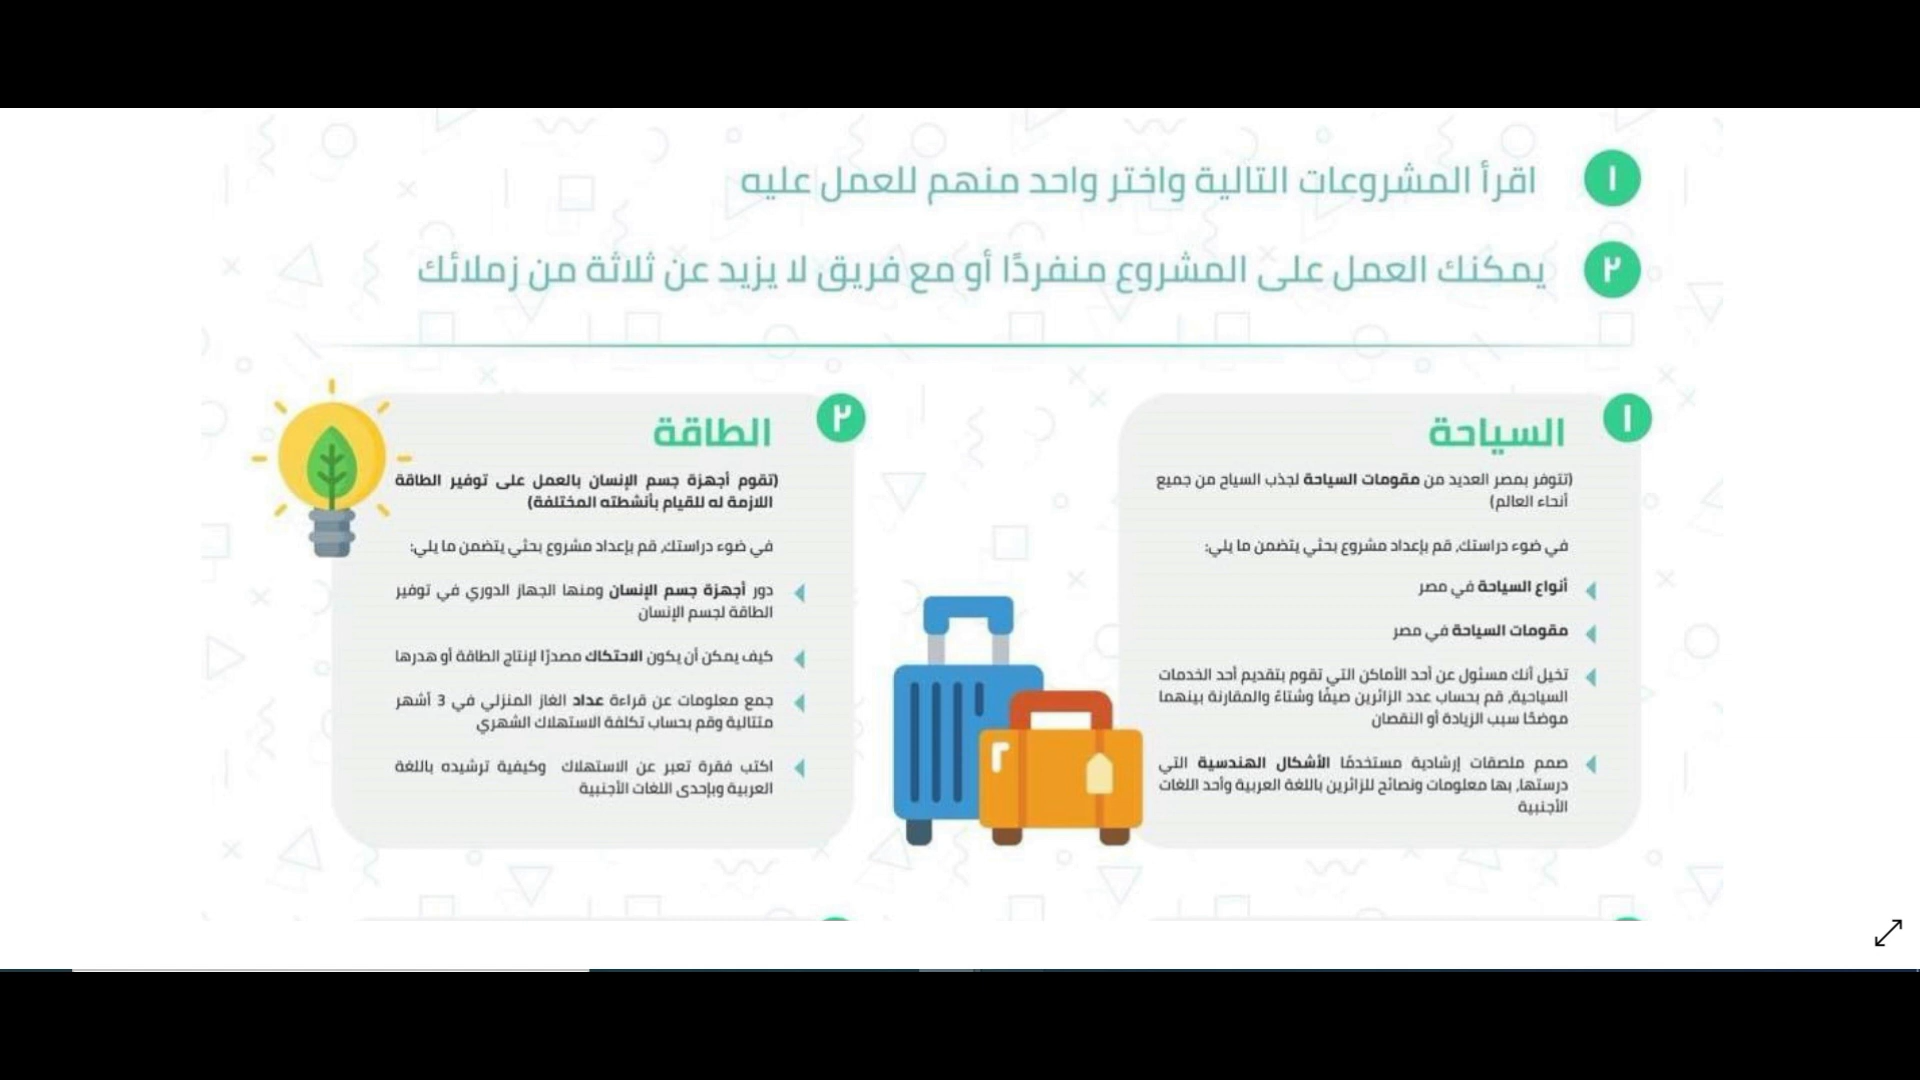 ١ اقرأ المشروعات التالية واختر واحد منهم للعمل عليه
٢ يمكنك العمل على المشروع منفردًا أو مع فريق لا يزيد عن ثلاثة من زملائك
١ السياحة
(تتوفر بمصر العديد من مقومات السياحة لجذب السياح من جميع
أنحاء العالم)
في ضوء دراستك، قم بإعداد مشروع بحثي يتضمن ما يلي:
أنواع السياحة في مصر
مقومات السياحة في مصر
تخيل أنك مسئول عن أحد الأماكن التي تقوم بتقديم أحد الخدمات
السياحية، قم بحساب عدد الزائرين صيفًا وشتاءً والمقارنة بينهما
موضحًا سبب الزيادة أو النقصان
صمم ملصقات إرشادية مستخدمًا الأشكال الهندسية التي
درستها، بها معلومات ونصائح للزائرين باللغة العربية وأحد اللغات
الأجنبية
٢ الطاقة
(تقوم أجهزة جسم الإنسان بالعمل على توفير الطاقة
اللازمة له للقيام بأنشطته المختلفة)
في ضوء دراستك، قم بإعداد مشروع بحثي يتضمن ما يلي:
دور أجهزة جسم الإنسان ومنها الجهاز الدوري في توفير
الطاقة لجسم الإنسان
كيف يمكن أن يكون الاحتكاك مصدرًا لإنتاج الطاقة أو هدرها
جمع معلومات عن قراءة عداد الغاز المنزلي في 3 أشهر
متتالية وقم بحساب تكلفة الاستهلاك الشهري
اكتب فقرة تعبر عن الاستهلاك وكيفية ترشيده باللغة
العربية وبإحدى اللغات الأجنبية